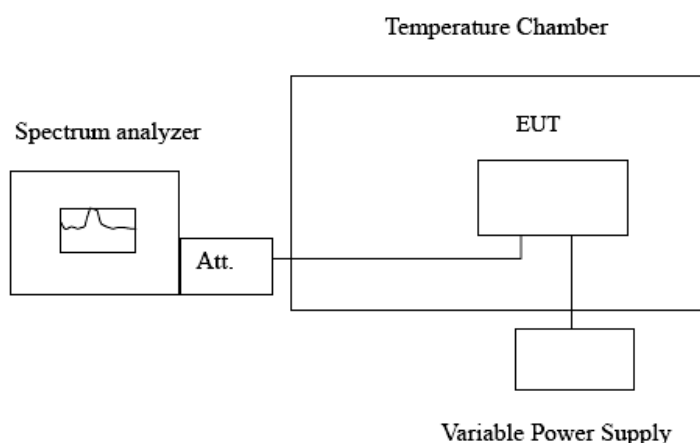 Temperature Chamber
EUT
Spectrum analyzer
Att.
Variable Power Supply